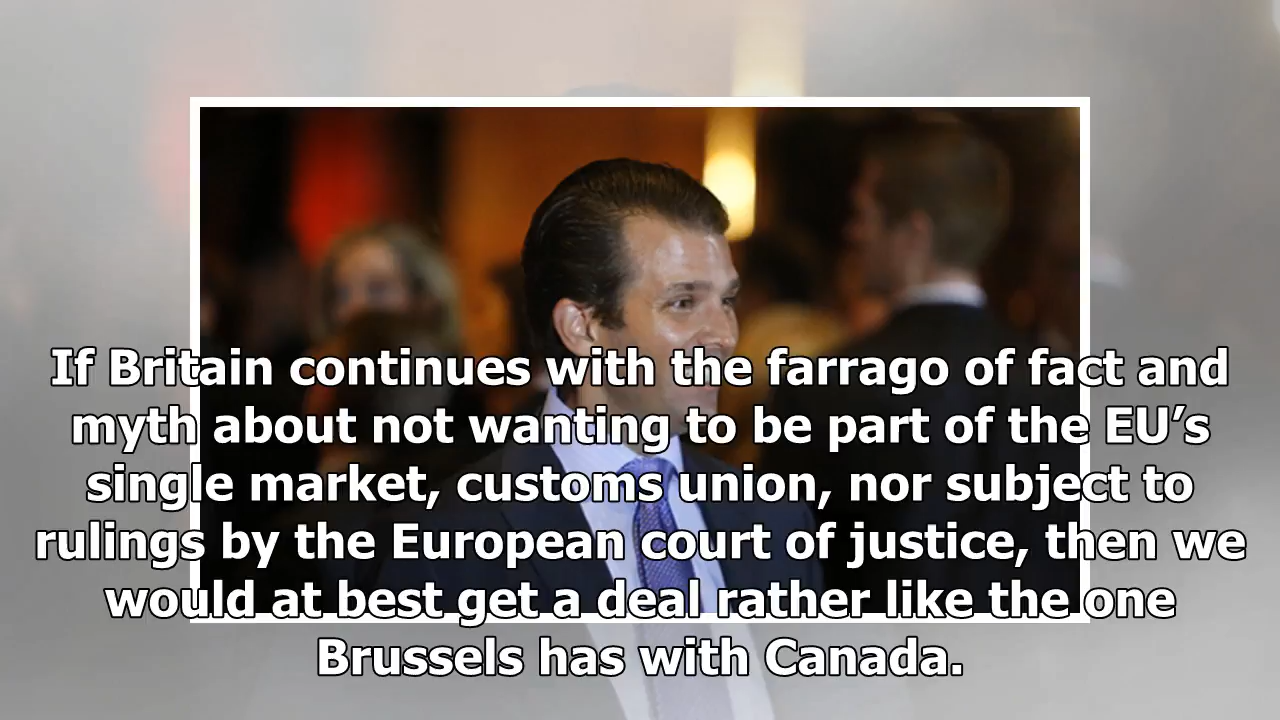 If Britain continues with the farrago of fact and
myth about not wanting to be part of the EU’s
single market, customs union, nor subject to
rulings by the European court of justice, then we
would at best get a deal rather like the one
Brussels has with Canada.